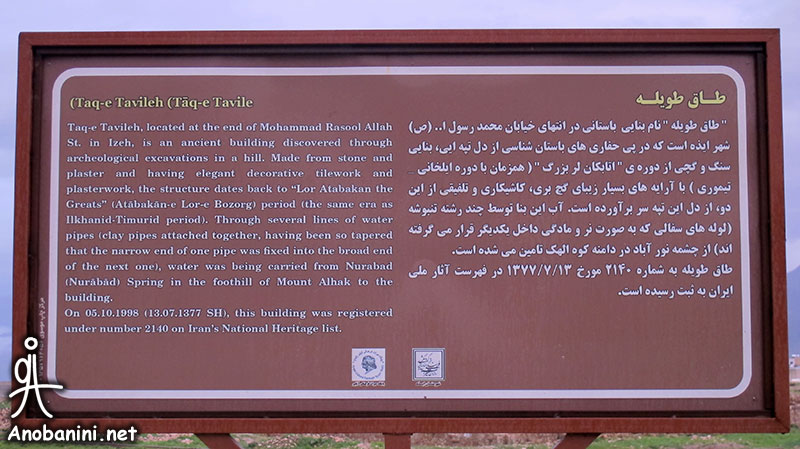 (Taq-e Tavileh (Tāq-e Tavile
Taq-e Tavileh, located at the end of Mohammad Rasool Allah
St. in Izeh, is an ancient building discovered through
archeological excavations in a hill. Made from stone and
plaster and having elegant decorative tilework and
plasterwork, the structure dates back to “Lor Atabakan the
Greats” (Atābakān-e Lor-e Bozorg) period (the same era as
Ilkhanid-Timurid period). Through several lines of water
pipes (clay pipes attached together, having been so tapered
that the narrow end of one pipe was fixed into the broad end
of the next one), water was being carried from Nurabad
(Nurābād) Spring in the foothill of Mount Alhak to the
building.
On 05.10.1998 (13.07.1377 SH), this building was registered
under number 2140 on Iran’s National Heritage list.
طـاق طویلـه
" طاق طویله " نام بنایی باستانی در انتهای خیابان محمد رسول ا.. (ص)
شهر ایذه است که در پی حفاری های باستان شناسی از دل تپه ایی، بنایی
سنگ و گچی از دوره ی " اتابکان لر بزرگ " ( همزمان با دوره ایلخانی _
تیموری ) با آرایه های بسیار زیبای گچ بری، کاشیکاری و تلفیقی از این
دو، از دل این تپه سر برآورده است. آب این بنا توسط چند رشته تنبوشه
(لوله های سفالی که به صورت نر و مادگی داخل یکدیگر قرار می گرفته
اند) از چشمه نور آباد در دامنه کوه الهک تامین می شده است.
طاق طویله به شماره ۲۱۴۰ مورخ ۱۳۷۷/۷/۱۳ در فهرست آثار ملی
ایران به ثبت رسیده است.
Anobanini.net